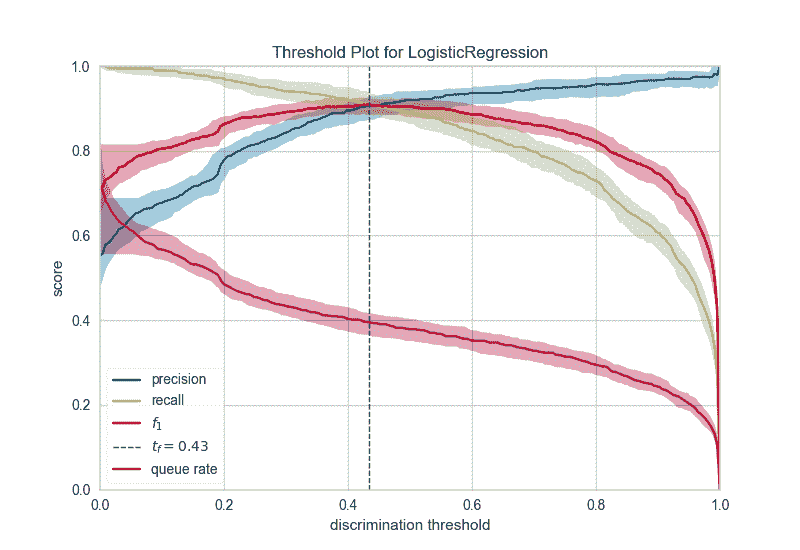 Threshold Plot for LogisticRegression
1.0
0.8
0.6
0.4
0.2
0.0
score
precision
recall
f₁
t_f = 0.43
queue rate
0.0 0.2 0.4 0.6 0.8 1.0
discrimination threshold